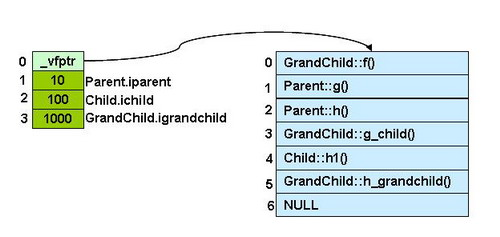 0 _vfptr
1 10 Parent.iparent
2 100 Child.ichild
3 1000 GrandChild.igrandchild
0 GrandChild::f()
1 Parent::g()
2 Parent::h()
3 GrandChild::g_child()
4 Child::h1()
5 GrandChild::h_grandchild()
6 NULL